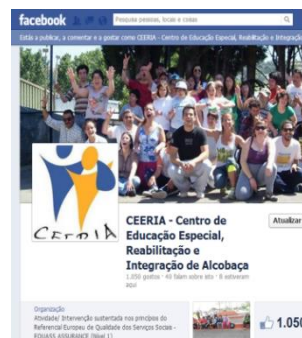 facebook
Pesquisa pessoas, locais e coisas
Estás a publicar, a comentar e a gostar como CEERIA - Centro de Educação Especial, Reabilitação e Integração
CEERIA
CEERIA - Centro de
Educação Especial,
Reabilitação e
Integração de Alcobaça
Atualizar
1.050 gostos · 49 falam sobre isto · 8 estiveram
aqui
Organização
Atividade/ Intervenção sustentada nos princípios do
Referencial Europeu de Qualidade dos Serviços Sociais -
EQUASS ASSURANCE (Nível 1)
1.050